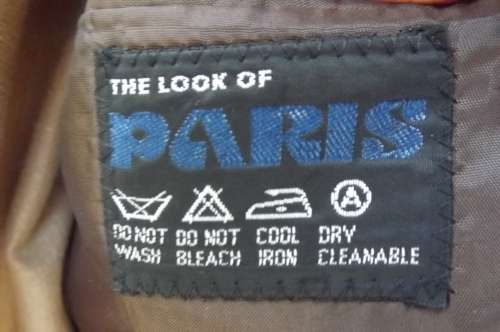 THE LOOK OF
PARIS
A
DO NOT WASH
DO NOT BLEACH
COOL IRON
DRY CLEANABLE